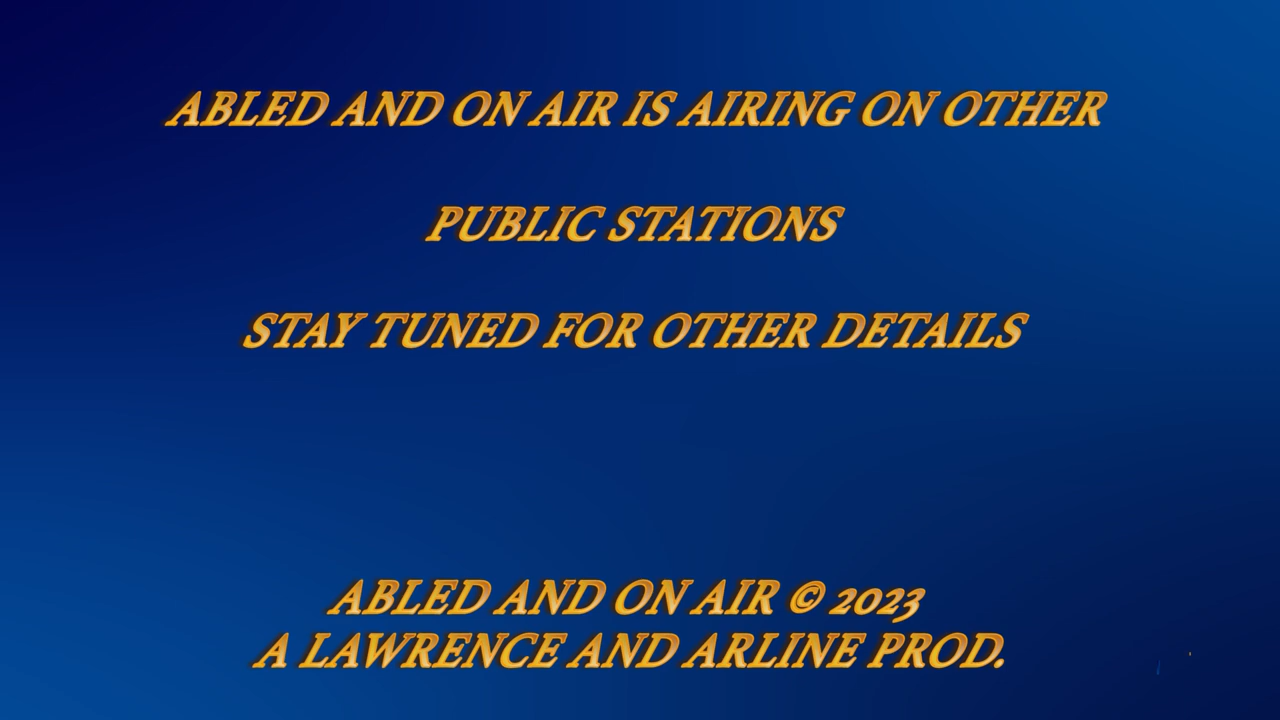 ABLED AND ON AIR IS AIRING ON OTHER
PUBLIC STATIONS
STAY TUNED FOR OTHER DETAILS
ABLED AND ON AIR © 2023
A LAWRENCE AND ARLINE PROD.